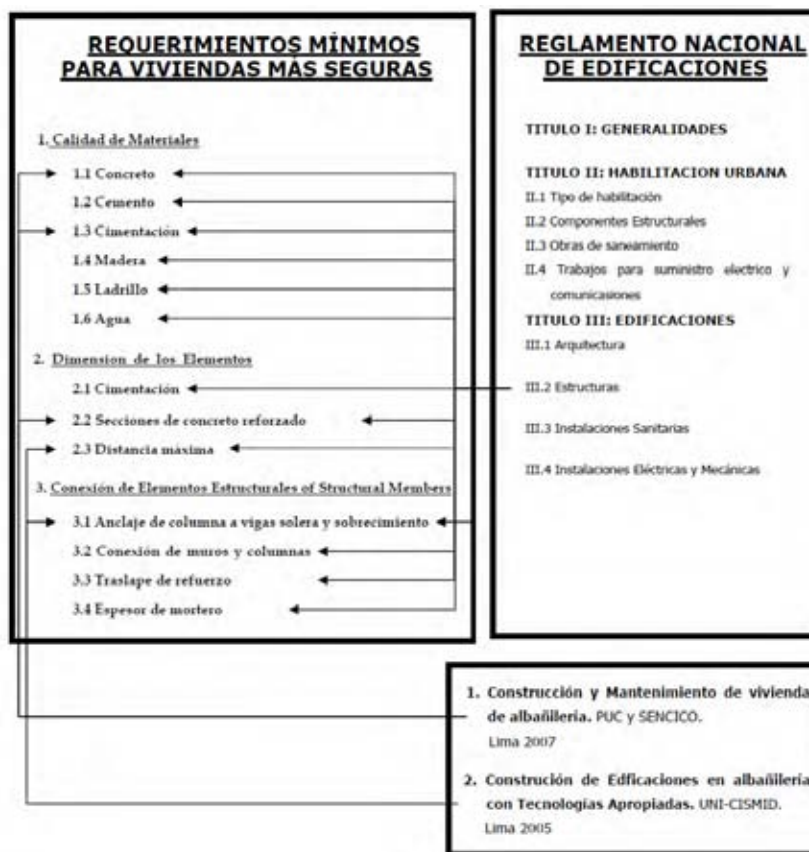 REQUERIMIENTOS MÍNIMOS
PARA VIVIENDAS MÁS SEGURAS
1. Calidad de Materiales
1.1 Concreto
1.2 Cemento
1.3 Cimentación
1.4 Madera
1.5 Ladrillo
1.6 Agua
2. Dimension de los Elementos
2.1 Cimentación
2.2 Secciones de concreto reforzado
2.3 Distancia máxima
3. Conexión de Elementos Estructurales of Structural Members
3.1 Anclaje de columna a vigas solera y sobrecimiento
3.2 Conexión de muros y columnas
3.3 Traslape de refuerzo
3.4 Espesor de mortero
REGLAMENTO NACIONAL
DE EDIFICACIONES
TITULO I: GENERALIDADES
TITULO II: HABILITACION URBANA
II.1 Tipo de habilitación
II.2 Componentes Estructurales
II.3 Obras de saneamiento
II.4 Trabajos para suministro electrico y
comunicasiones
TITULO III: EDIFICACIONES
III.1 Arquitectura
III.2 Estructuras
III.3 Instalaciones Sanitarias
III.4 Instalaciones Eléctricas y Mecánicas
1. Construcción y Mantenimiento de vivienda
de albañilería. PUC y SENCICO.
Lima 2007
2. Construción de Edficaciones en albañilería
con Tecnologías Apropiadas. UNI-CISMID.
Lima 2005